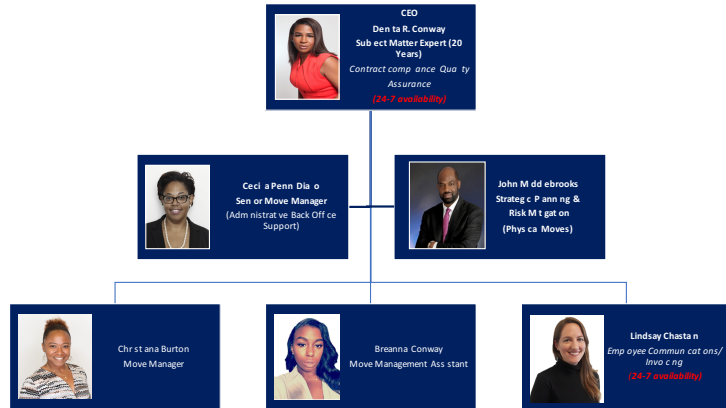 CEO
Den ta R. Conway
Subject Matter Expert (20
Years)
Contract comp ance Qua ty
Assurance
(24-7 availability)
Ceci a Penn Dia o
Sen or Move Manager
(Adm nistrat ve Back Off ce
Support)
John M dd ebrooks
Strateg c P ann ng &
Risk M t gat on
(Phys ca Moves)
Chr st ana Burton
Move Manager
Breanna Conway
Move Management Ass stant
Lindsay Chasta n
Emp oyee Commun cat ons/
Invo c ng
(24-7 availability)